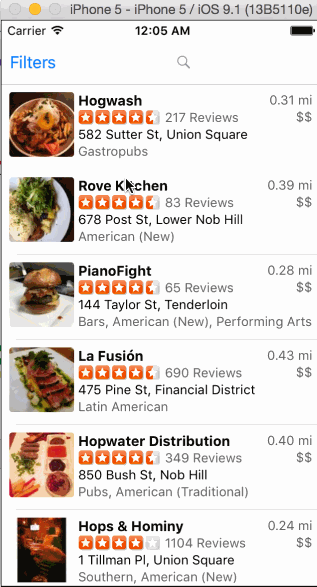 iPhone 5 - iPhone 5 / iOS 9.1 (13B5110e)
Carrier 12:05 AM
Filters
Hogwash 0.31 mi
217 Reviews $$
582 Sutter St, Union Square
Gastropubs
Rove Kitchen 0.39 mi
83 Reviews $$
678 Post St, Lower Nob Hill
American (New)
PianoFight 0.28 mi
65 Reviews $$
144 Taylor St, Tenderloin
Bars, American (New), Performing Arts
La Fusión 0.43 mi
690 Reviews $$
475 Pine St, Financial District
Latin American
Hopwater Distribution 0.40 mi
349 Reviews $$
850 Bush St, Nob Hill
Pubs, American (Traditional)
Hops & Hominy 0.24 mi
1104 Reviews $$
1 Tillman Pl, Union Square
Southern, American (New)